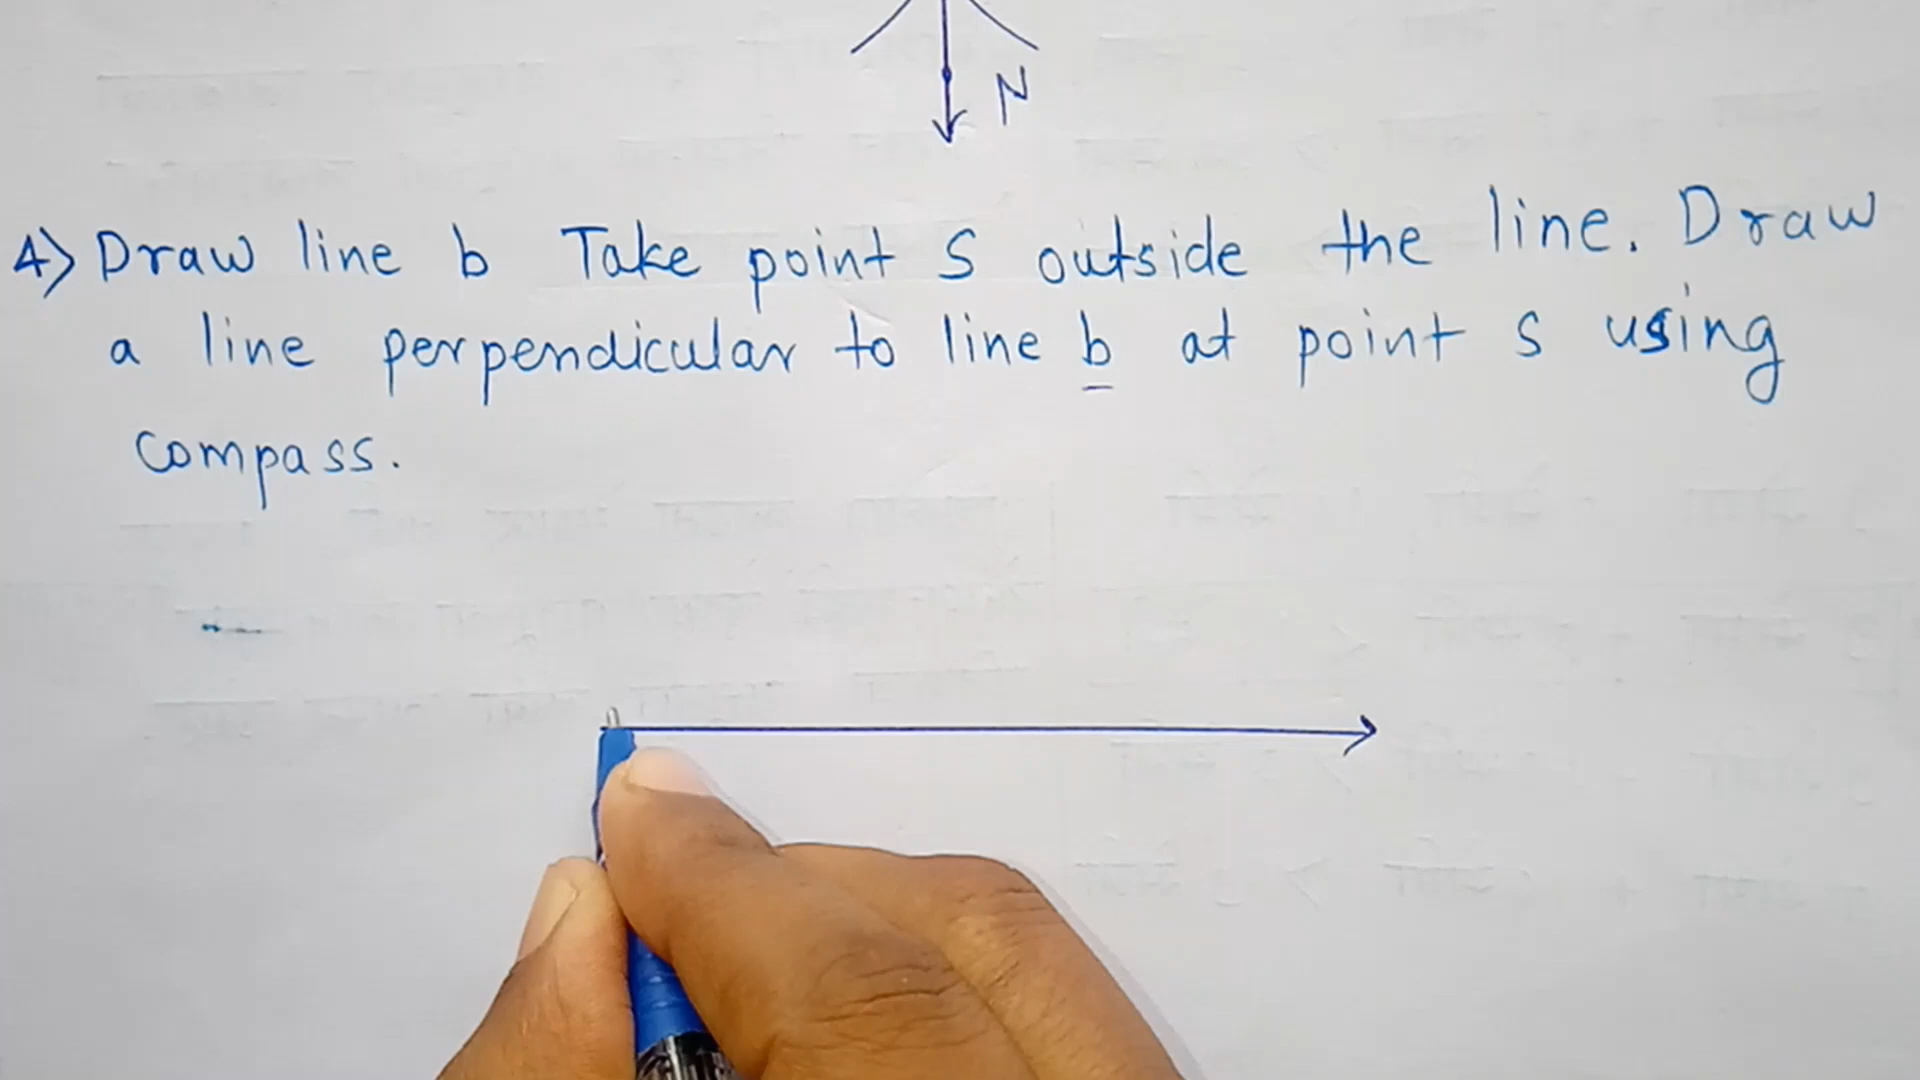 N
4) Draw line b Take point S outside the line. Draw
a line perpendicular to line b at point S using
compass.